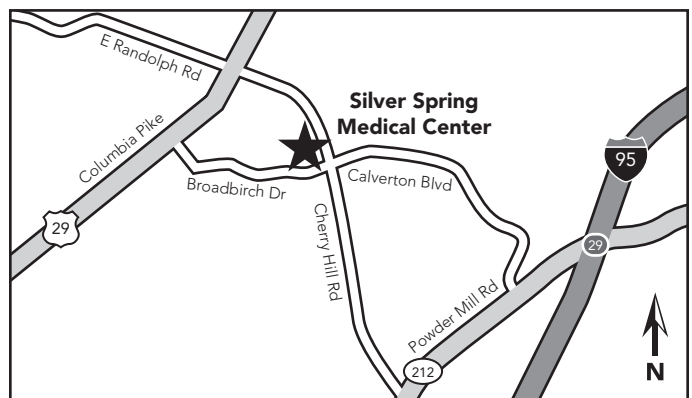 E Randolph Rd
Silver Spring
Medical Center
95
Columbia Pike
Broadbirch Dr
Calverton Blvd
29
Cherry Hill Rd
29
Powder Mill Rd
212
N